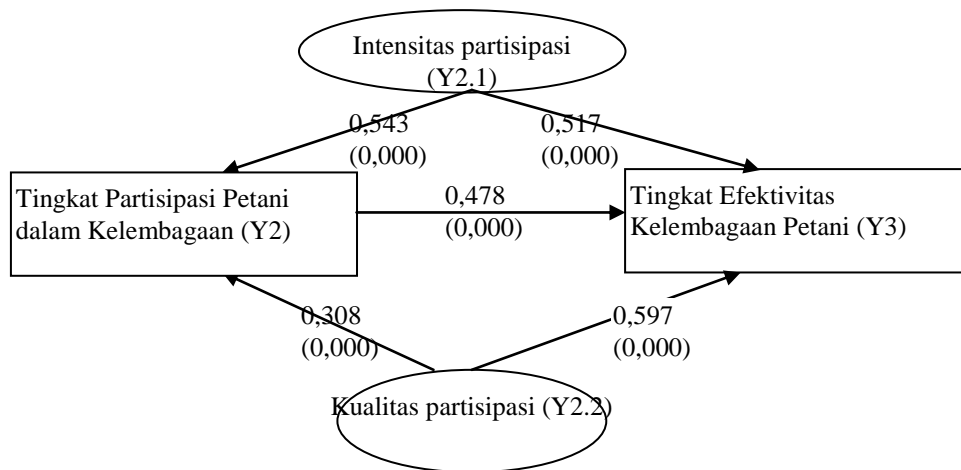 Intensitas partisipasi
(Y2.1)
0,543
(0,000)
0,517
(0,000)
Tingkat Partisipasi Petani
dalam Kelembagaan (Y2)
0,478
(0,000)
Tingkat Efektivitas
Kelembagaan Petani (Y3)
0,308
(0,000)
0,597
(0,000)
Kualitas partisipasi (Y2.2)